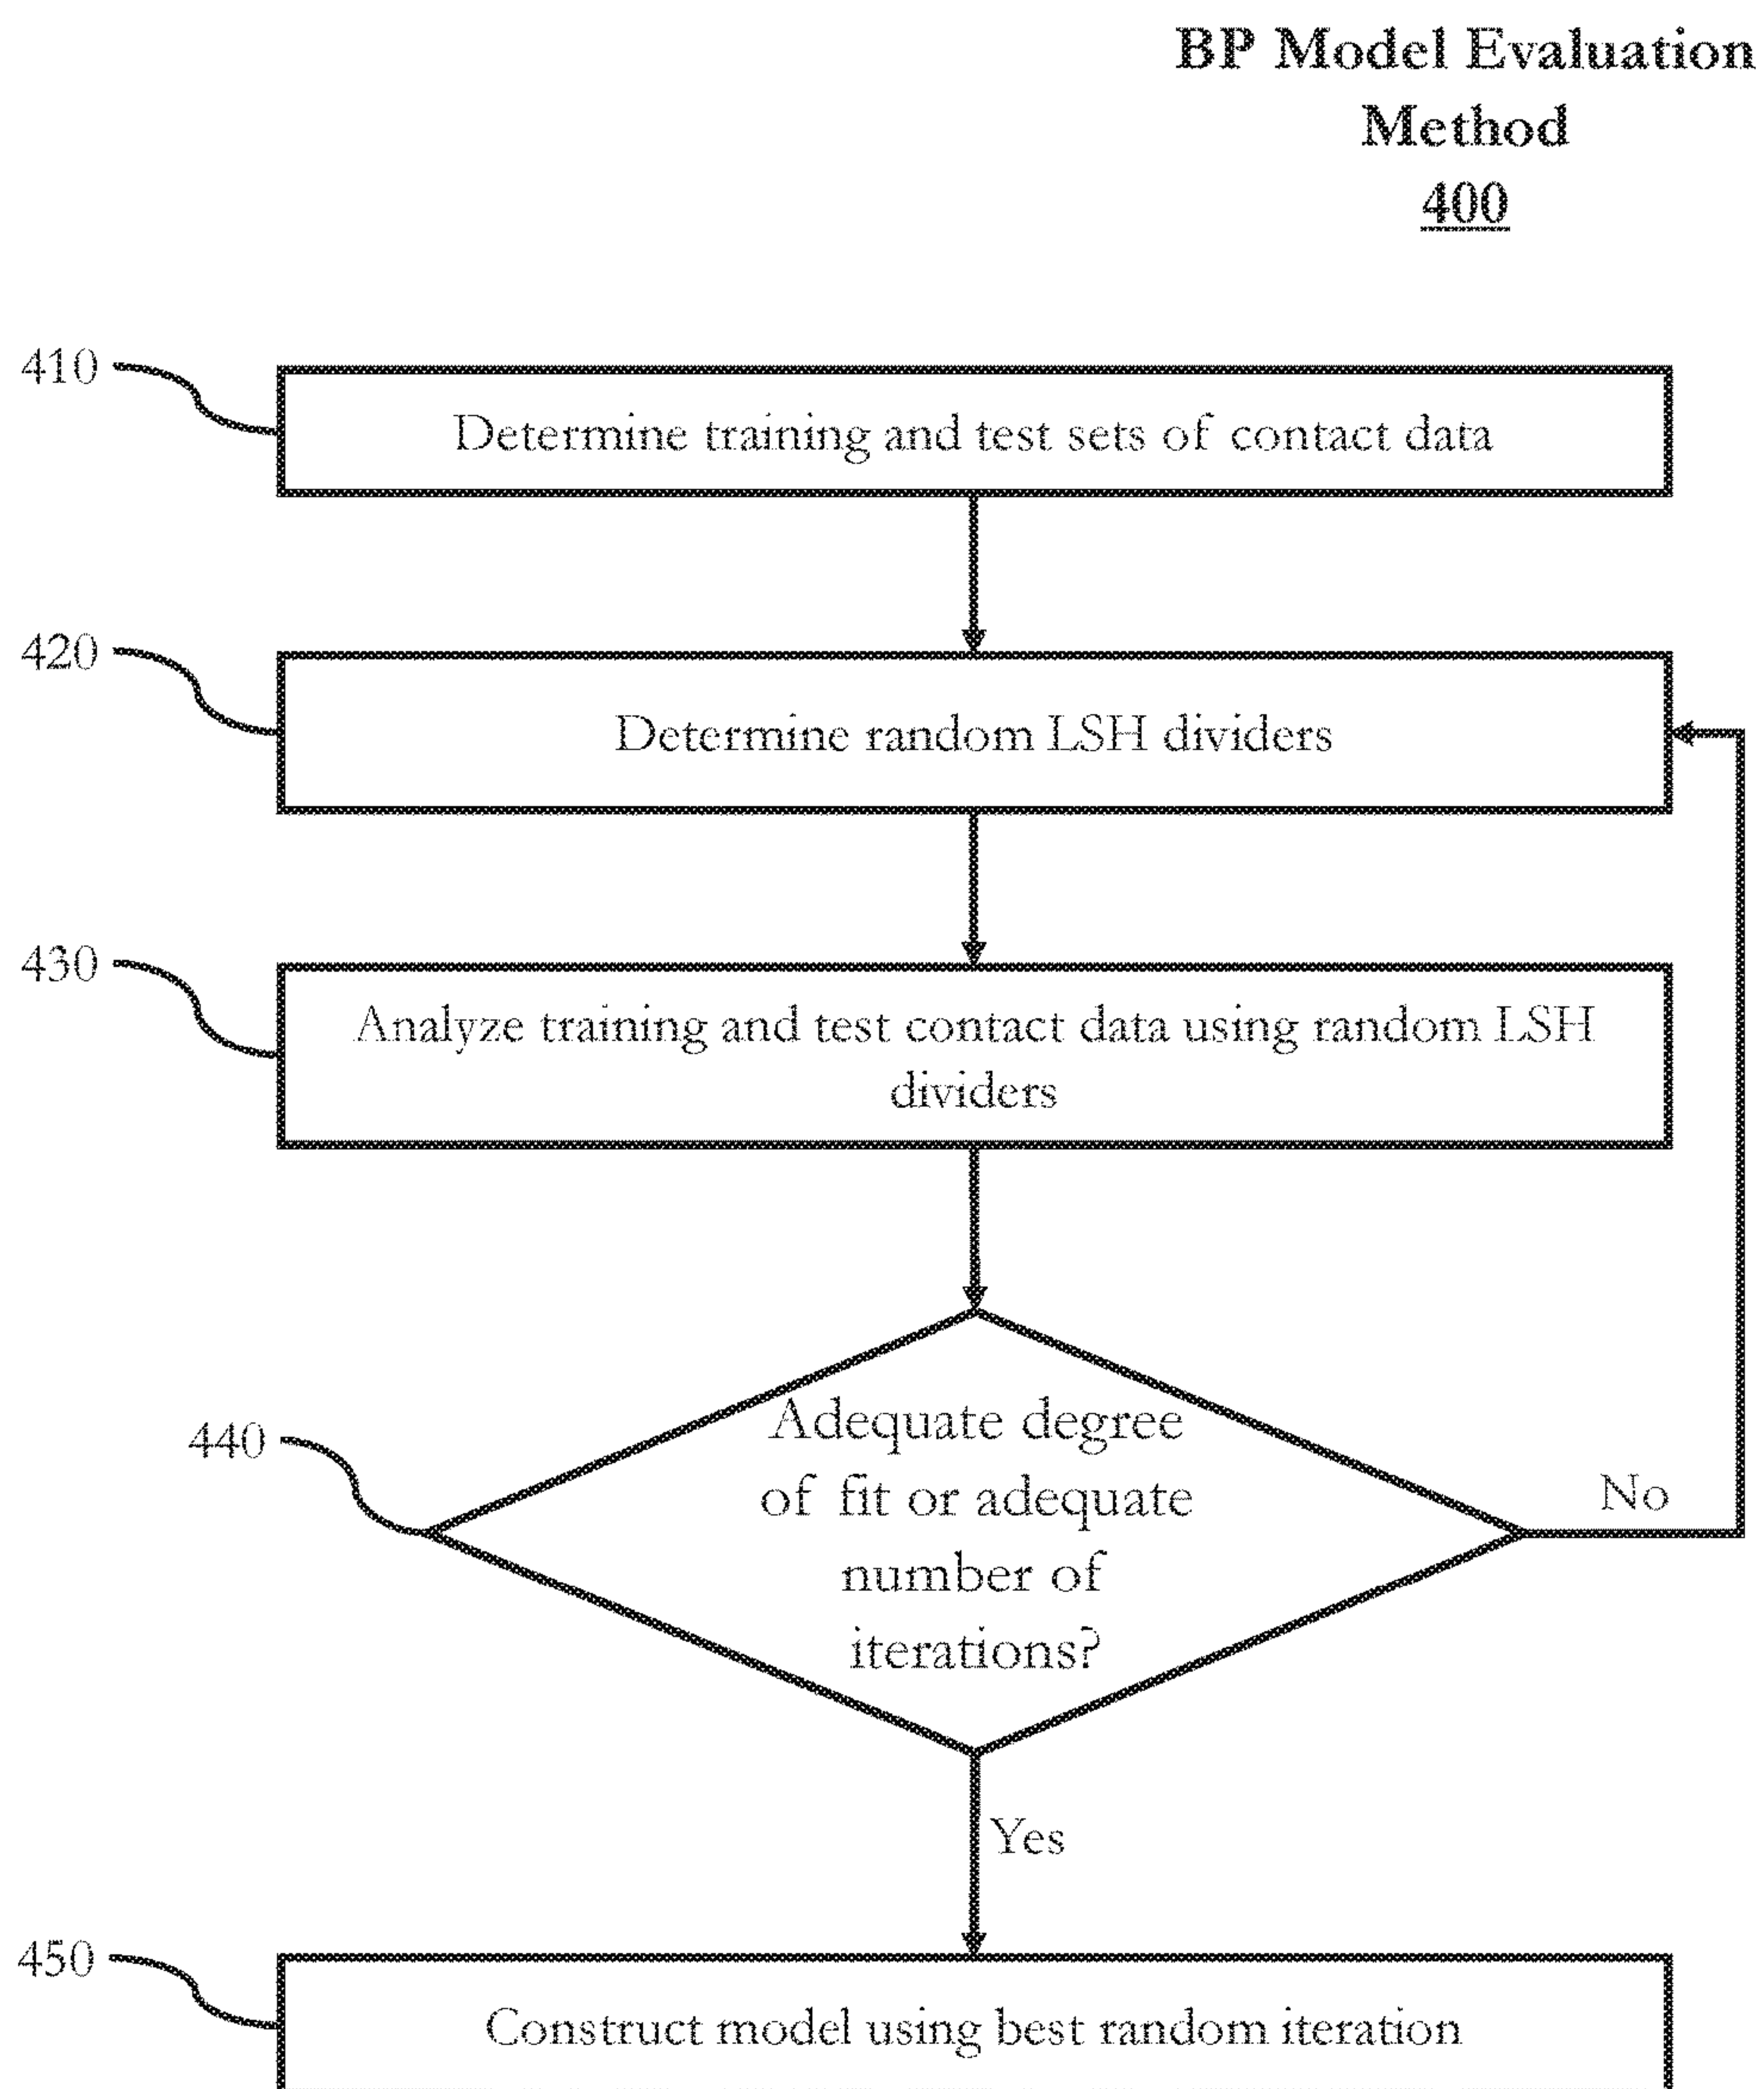 BP Model Evaluation
Method
400
410
Determine training and test sets of contact data
420
Determine random LSH dividers
430
Analyze training and test contact data using random LSH
dividers
440
Adequate degree
of fit or adequate
number of
iterations?
No
Yes
450
Construct model using best random iteration